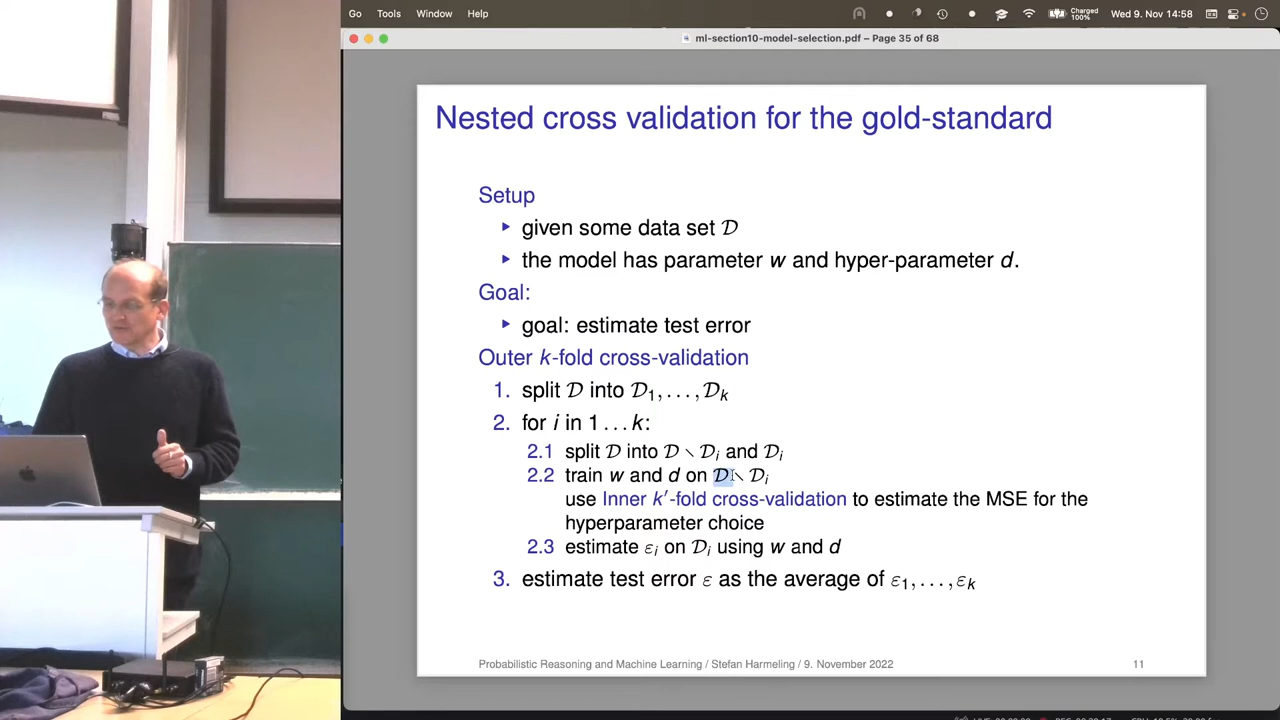 Go Tools Window Help Charged 100% Wed 9. Nov 14:58
ml-section10-model-selection.pdf – Page 35 of 68
Nested cross validation for the gold-standard
Setup
▸ given some data set 𝒟
▸ the model has parameter w and hyper-parameter d.
Goal:
▸ goal: estimate test error
Outer k-fold cross-validation
1. split 𝒟 into 𝒟₁, . . . , 𝒟ₖ
2. for i in 1 . . . k:
2.1 split 𝒟 into 𝒟 ∖ 𝒟ᵢ and 𝒟ᵢ
2.2 train w and d on 𝒟 ∖ 𝒟ᵢ
use Inner k′-fold cross-validation to estimate the MSE for the
hyperparameter choice
2.3 estimate εᵢ on 𝒟ᵢ using w and d
3. estimate test error ε as the average of ε₁, . . . , εₖ
Probabilistic Reasoning and Machine Learning / Stefan Harmeling / 9. November 2022 11